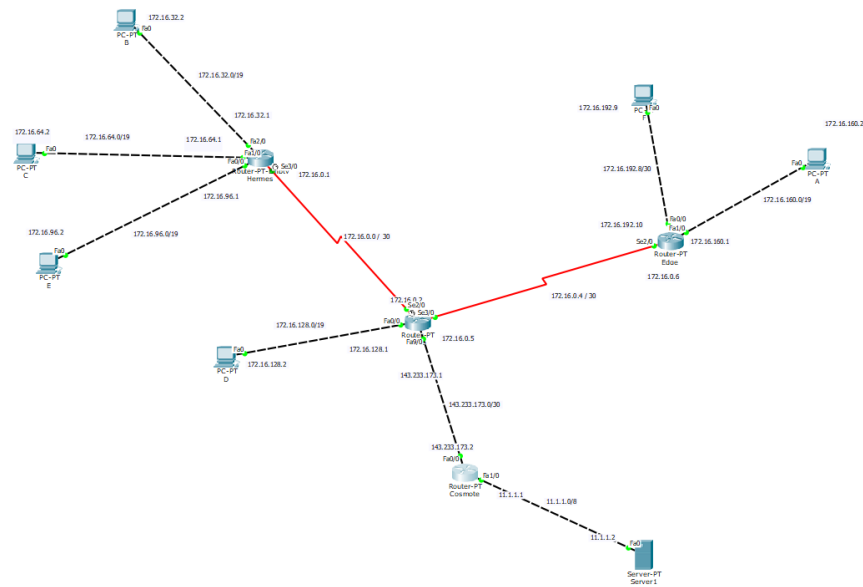 172.16.32.2
Fa0
PC-PT
B
172.16.32.0/19
172.16.32.1
Fa2/0
172.16.64.2
Fa0
PC-PT
C
172.16.64.0/19
172.16.64.1
Fa1/0
Fa0/0
Se3/0
Hermes
172.16.0.1
172.16.96.1
172.16.96.0/19
172.16.96.2
Fa0
PC-PT
E
172.16.0.0 / 30
172.16.192.9
Fa0
172.16.192.8/30
172.16.160.2
Fa0
PC-PT
A
172.16.160.0/19
172.16.192.10
Fa0/0
Fa1/0
Se2/0
172.16.160.1
Router-PT
Edge
172.16.0.6
172.16.0.4 / 30
172.16.0.2
Se2/0
Se3/0
Fa0/0
Router-PT
Fa9/0
172.16.0.5
172.16.128.0/19
172.16.128.1
Fa0
PC-PT
D
172.16.128.2
143.233.173.1
143.233.173.0/30
143.233.173.2
Fa0/0
Fa1/0
Router-PT
Cosmote
11.1.1.1
11.1.1.0/8
11.1.1.2
Fa0
Server-PT
Server1